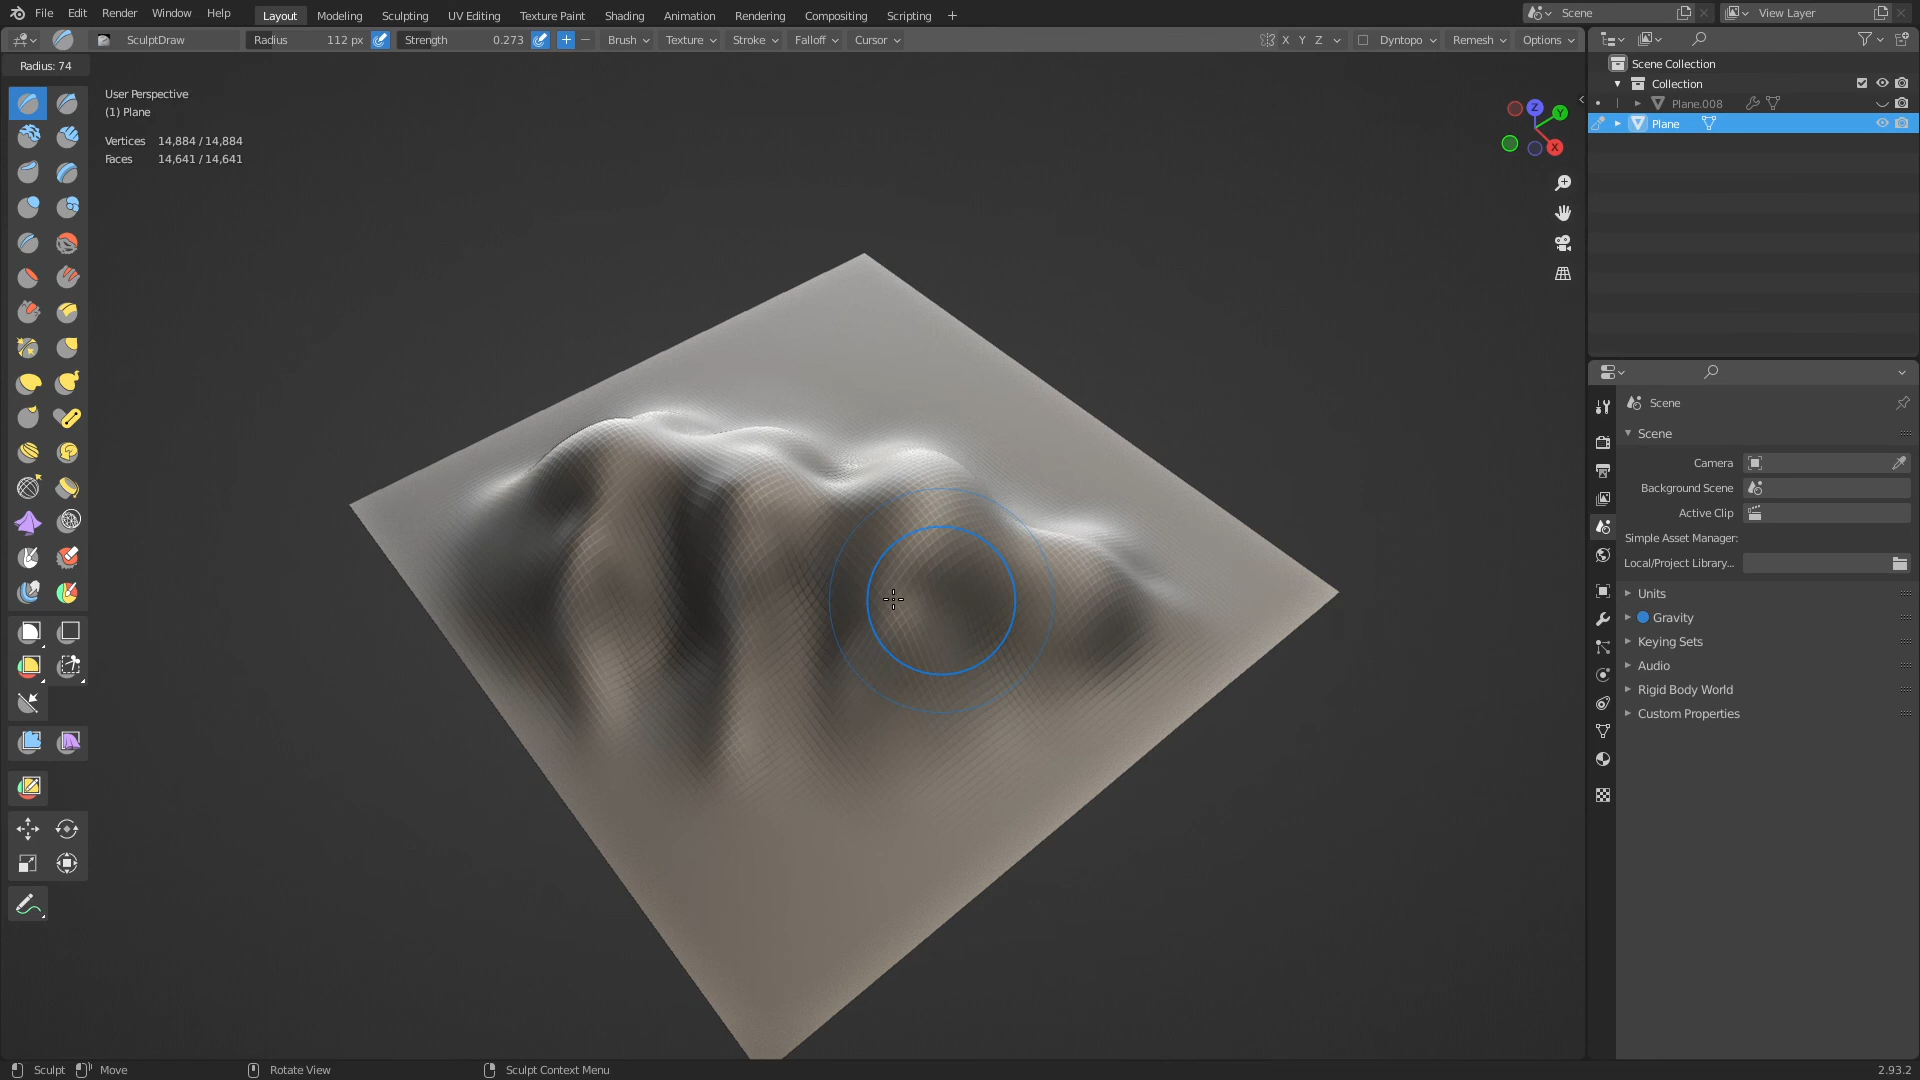 File Edit Render Window Help Layout Modeling Sculpting UV Editing Texture Paint Shading Animation Rendering Compositing Scripting + Scene View Layer
SculptDraw Radius 112 px Strength 0.273 + − Brush Texture Stroke Falloff Cursor X Y Z Dyntopo Remesh Options
Radius: 74
User Perspective
(1) Plane
Vertices 14,884 / 14,884
Faces 14,641 / 14,641
Z
Y
X
Scene Collection
Collection
Plane.008
Plane
Scene
Scene
Camera
Background Scene
Active Clip
Simple Asset Manager:
Local/Project Library...
Units
Gravity
Keying Sets
Audio
Rigid Body World
Custom Properties
Sculpt Move Rotate View Sculpt Context Menu 2.93.2